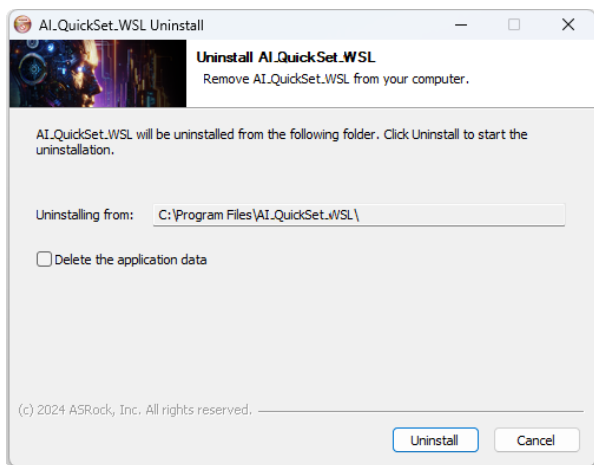 AI_QuickSet_WSL Uninstall
Uninstall AI_QuickSet_WSL
Remove AI_QuickSet_WSL from your computer.
AI_QuickSet_WSL will be uninstalled from the following folder. Click Uninstall to start the
uninstallation.
Uninstalling from: C:\Program Files\AI_QuickSet_WSL\
Delete the application data
(c) 2024 ASRock, Inc. All rights reserved.
Uninstall Cancel